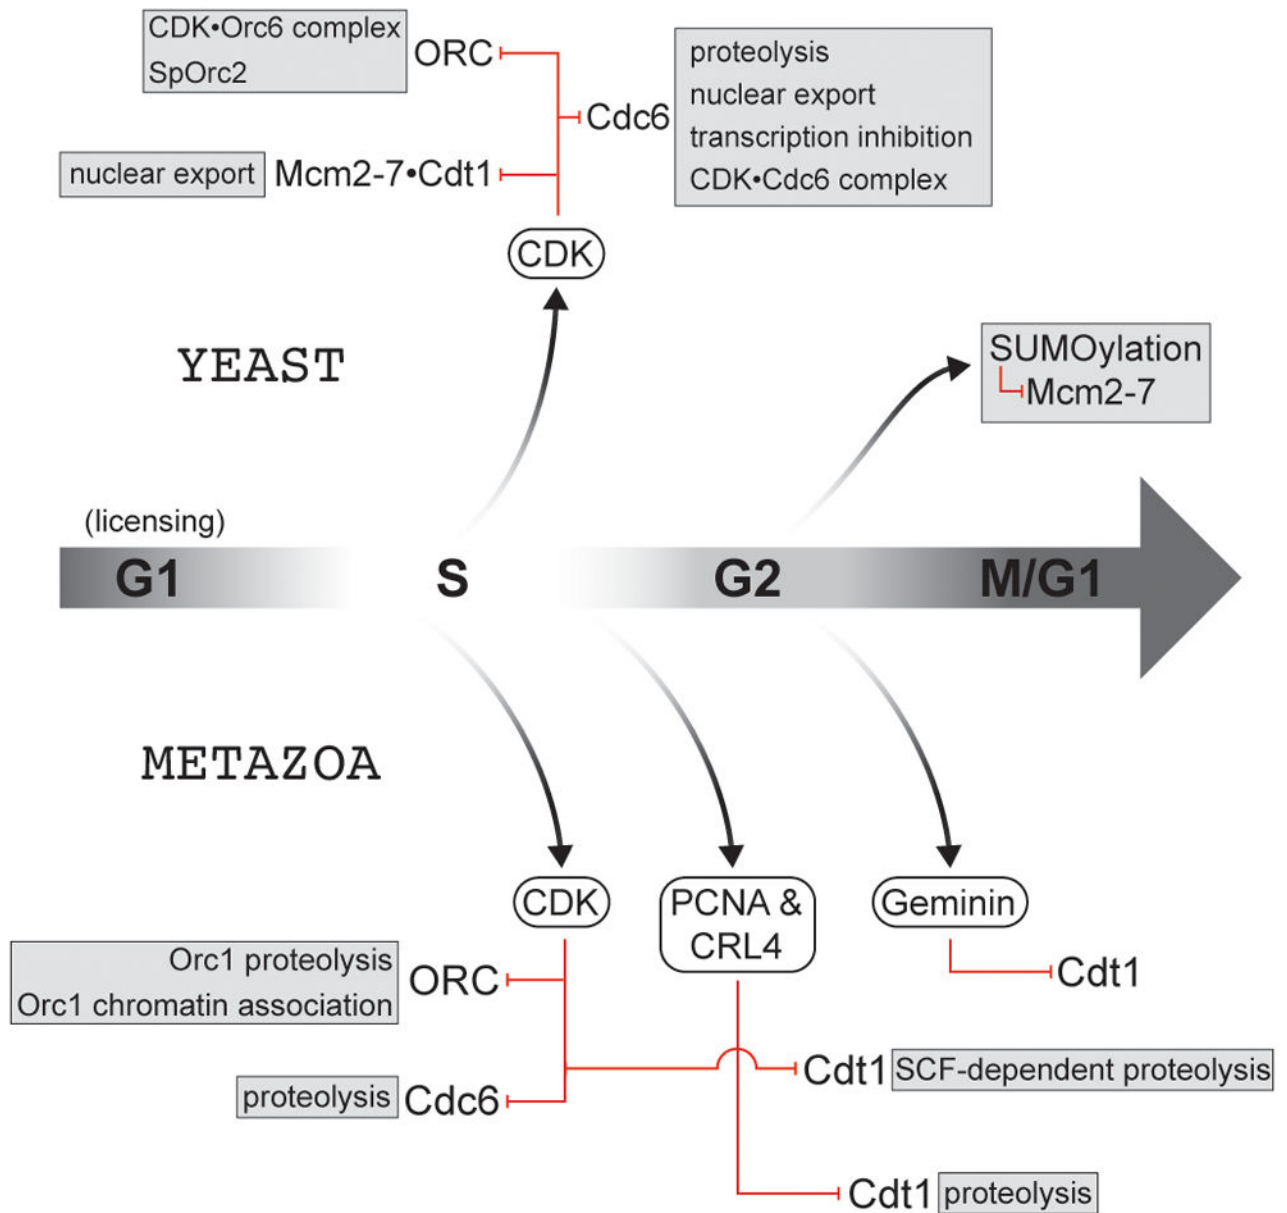 CDK•Orc6 complex
SpOrc2
ORC
Cdc6
proteolysis
nuclear export
transcription inhibition
CDK•Cdc6 complex
nuclear export
Mcm2-7•Cdt1
CDK
YEAST
SUMOylation
Mcm2-7
(licensing)
G1
S
G2
M/G1
METAZOA
CDK
PCNA &
CRL4
Geminin
Orc1 proteolysis
Orc1 chromatin association
ORC
Cdt1
proteolysis
Cdc6
Cdt1
SCF-dependent proteolysis
Cdt1
proteolysis